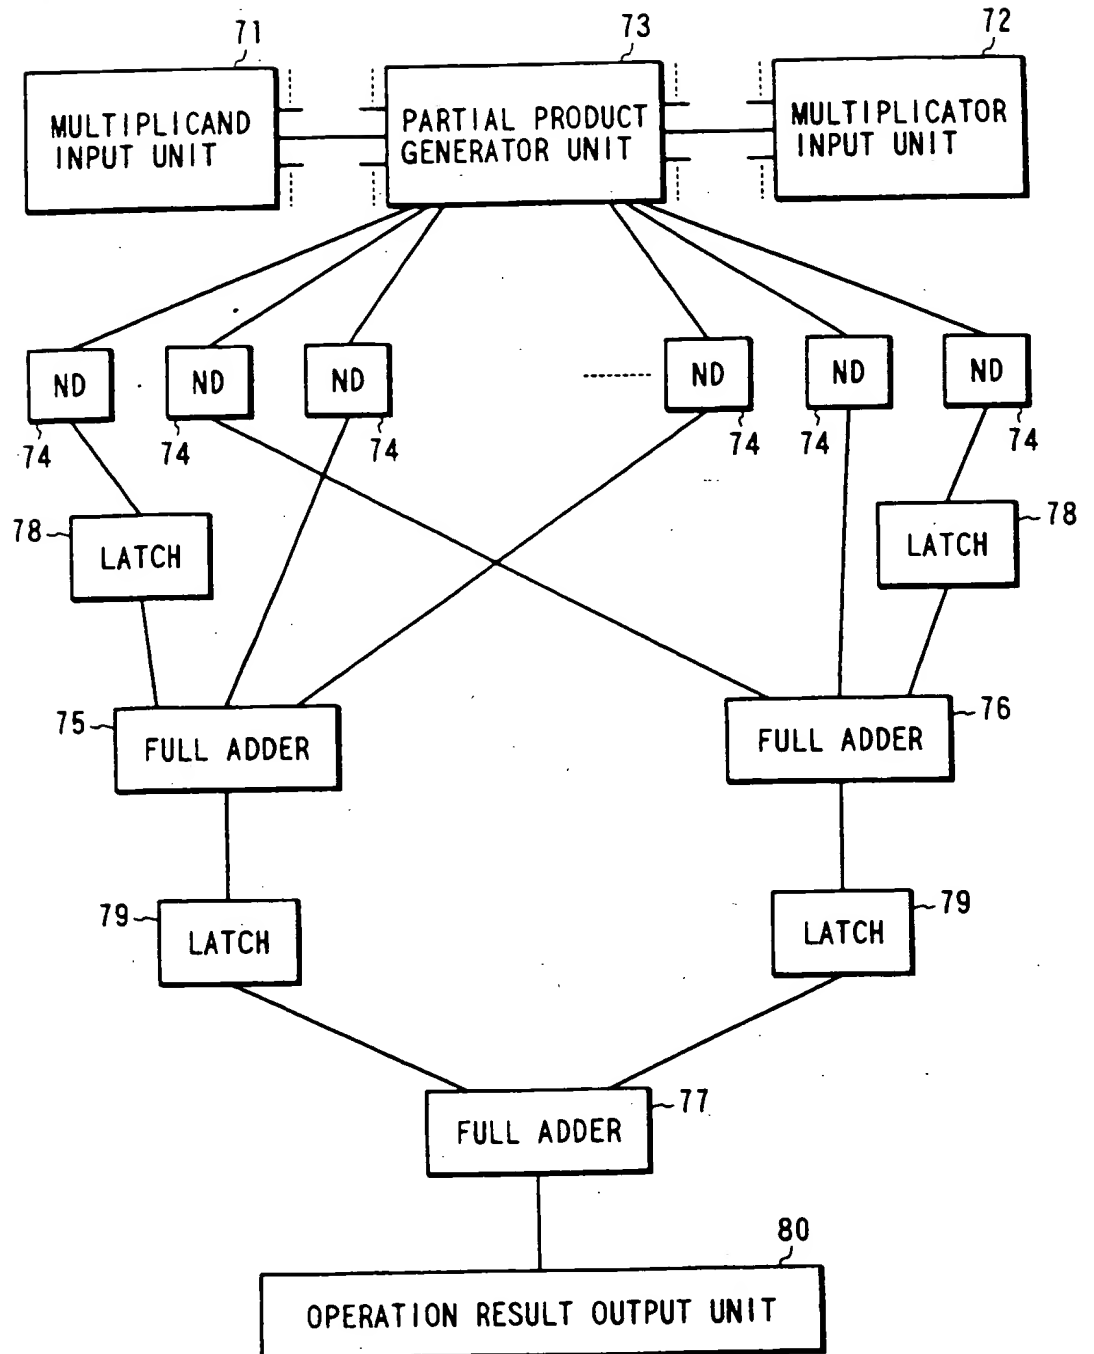 71
73
72
MULTIPLICAND
INPUT UNIT
PARTIAL PRODUCT
GENERATOR UNIT
MULTIPLICATOR
INPUT UNIT
ND
ND
ND
ND
ND
ND
74
74
74
74
74
74
78
LATCH
LATCH
78
75
FULL ADDER
FULL ADDER
76
79
LATCH
LATCH
79
FULL ADDER
77
80
OPERATION RESULT OUTPUT UNIT